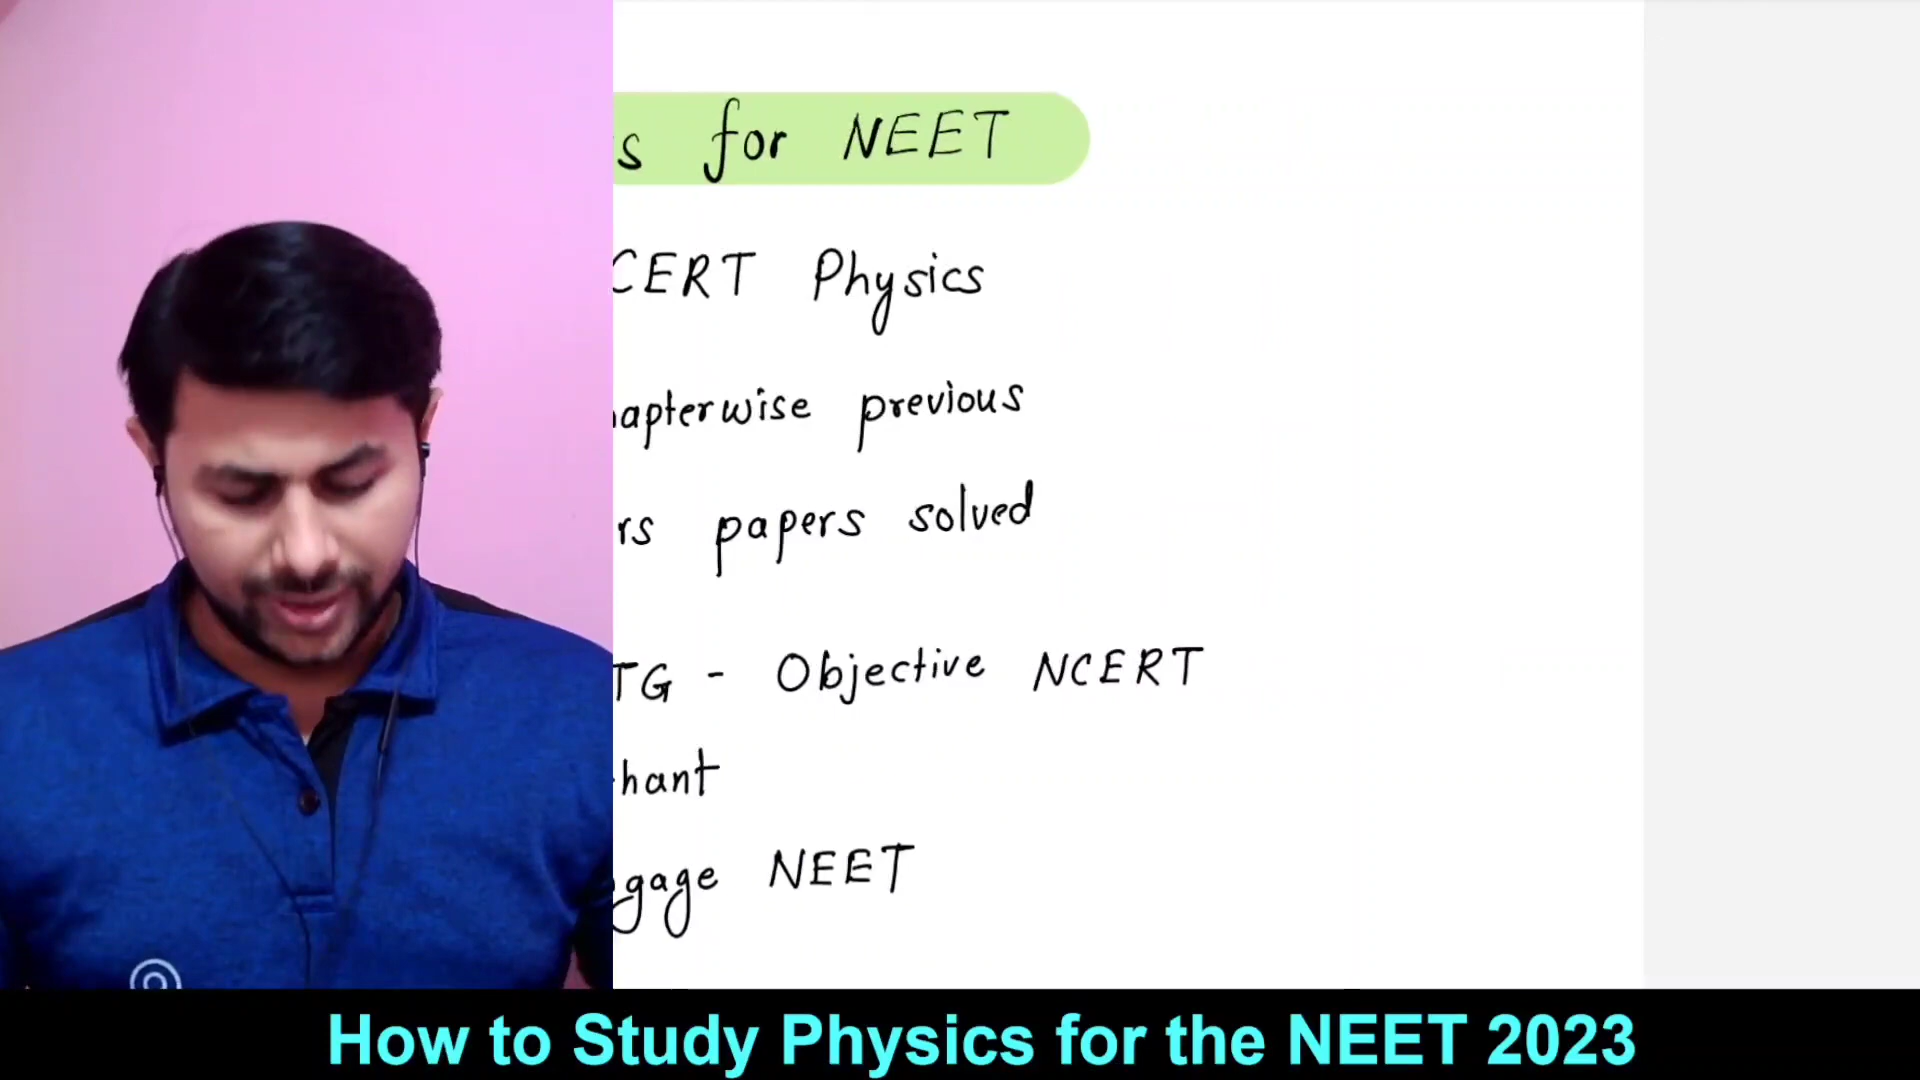 s for NEET
CERT Physics
hapterwise previous
rs papers solved
TG - Objective NCERT
hant
gage NEET
How to Study Physics for the NEET 2023